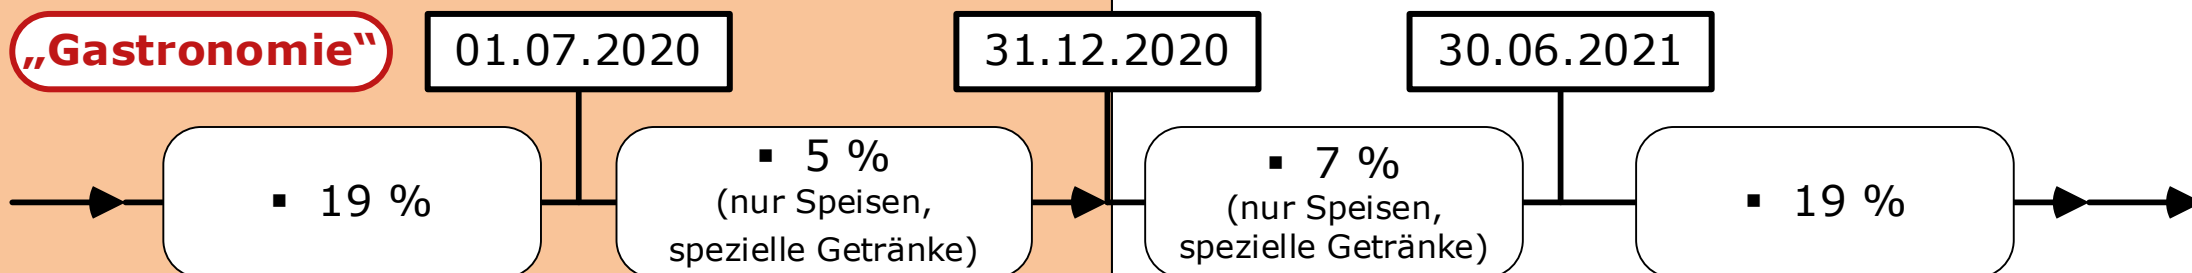 „Gastronomie‟
01.07.2020
31.12.2020
30.06.2021
▪ 19 %
▪ 5 %
(nur Speisen,
spezielle Getränke)
▪ 7 %
(nur Speisen,
spezielle Getränke)
▪ 19 %